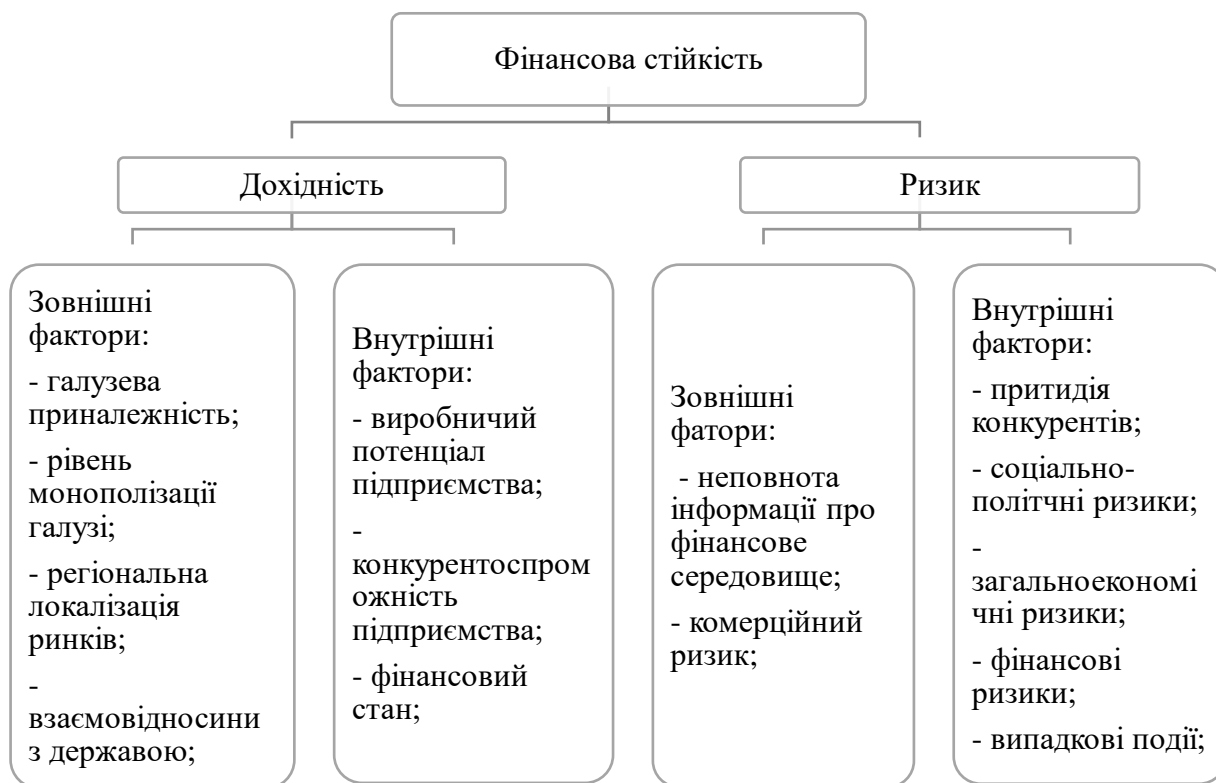 Фінансова стійкість
Дохідність
Ризик
Зовнішні
фактори:
- галузева
приналежність;
- рівень
монополізації
галузі;
- регіональна
локалізація
ринків;
-
взаємовідносини
з державою;
Внутрішні
фактори:
- виробничий
потенціал
підприємства;
-
конкурентоспром
ожність
підприємства;
- фінансовий
стан;
Зовнішні
фатори:
- неповнота
інформації про
фінансове
середовище;
- комерційний
ризик;
Внутрішні
фактори:
- притидія
конкурентів;
- соціально-
політчні ризики;
-
загальноекономі
чні ризики;
- фінансові
ризики;
- випадкові події;